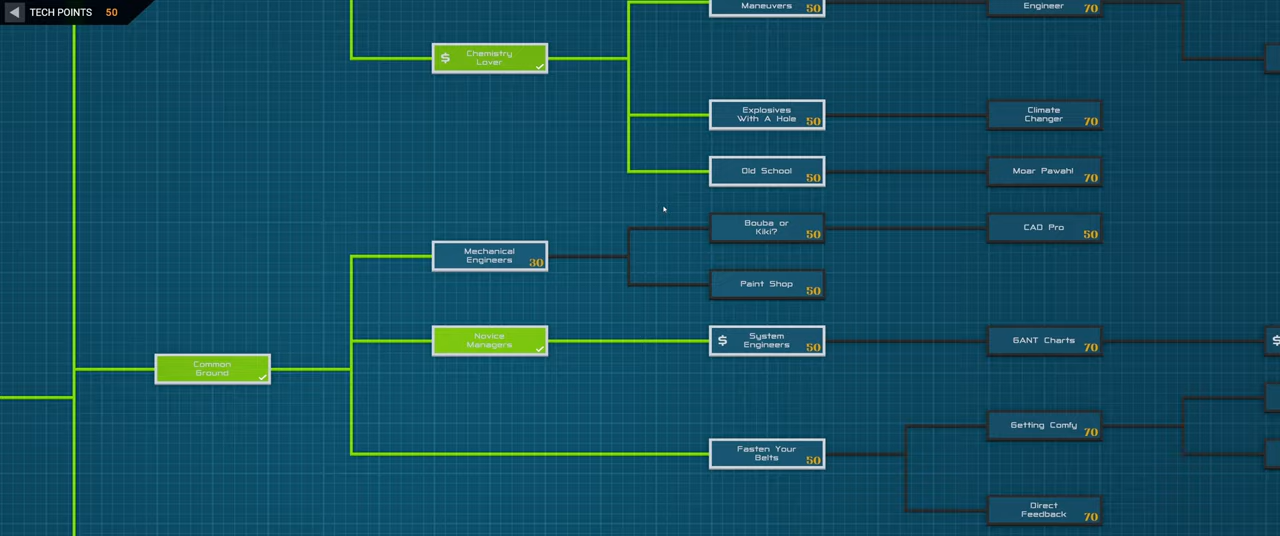 TECH POINTS 50
Maneuvers 50
Engineer 70
$ Chemistry
Lover
Explosives
With A Hole 50
Climate
Changer 70
Old School 50
Moar Pawah! 70
Bouba or
Kiki? 50
CAD Pro 50
Mechanical
Engineers 30
Paint Shop 50
Novice
Managers
$ System
Engineers 50
GANT Charts 70
$
Common
Ground
Getting Comfy 70
Fasten Your
Belts 50
Direct
Feedback 70